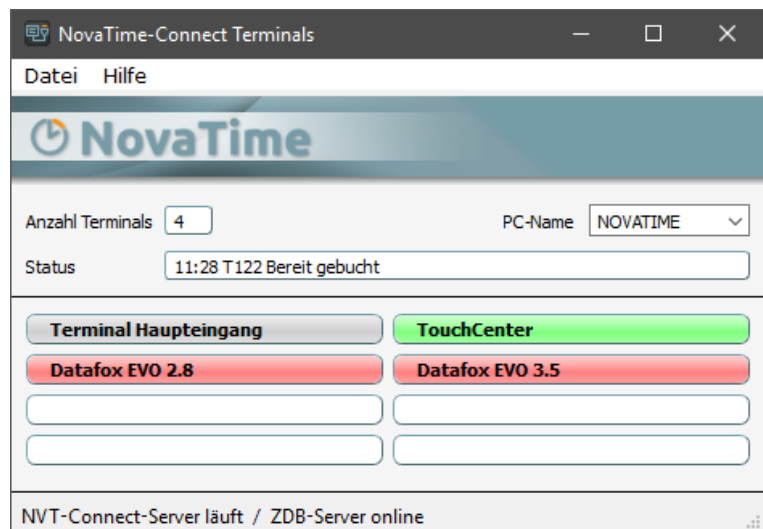 NovaTime-Connect Terminals
Datei Hilfe
NovaTime
Anzahl Terminals 4 PC-Name NOVATIME
Status 11:28 T122 Bereit gebucht
Terminal Haupteingang TouchCenter
Datafox EVO 2.8 Datafox EVO 3.5
NVT-Connect-Server läuft / ZDB-Server online